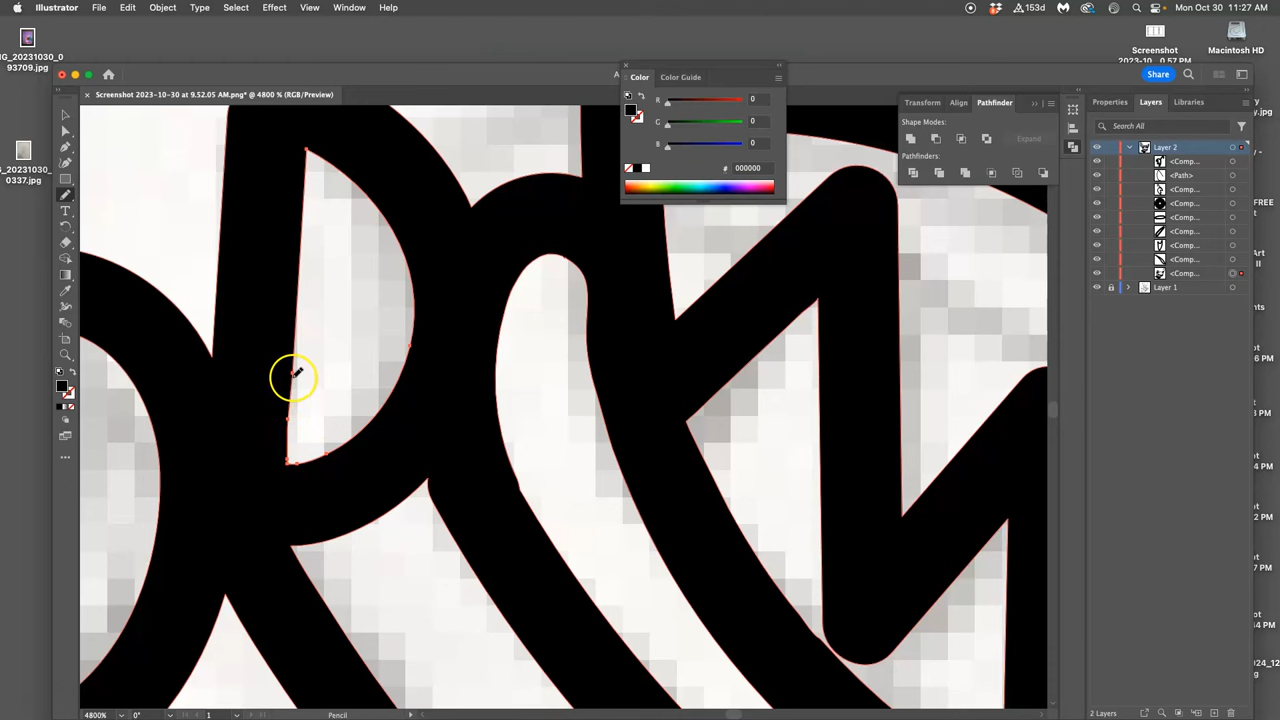 Illustrator File Edit Object Type Select Effect View Window Help
153d
Mon Oct 30 11:27 AM
G_20231030_0
93709.jpg
0337.jpg
Screenshot
2023-10...0.57 PM
Macintosh HD
Share
Screenshot 2023-10-30 at 9.52.05 AM.png* @ 4800 % (RGB/Preview)
Color Color Guide
R 0
G 0
B 0
# 000000
Transform Align Pathfinder
Shape Modes:
Expand
Pathfinders:
Properties Layers Libraries
Search All
Layer 2
<Comp...
<Path>
<Comp...
<Comp...
<Comp...
<Comp...
<Comp...
<Comp...
<Comp...
Layer 1
FREE
4800%
0°
1
Pencil
2 Layers